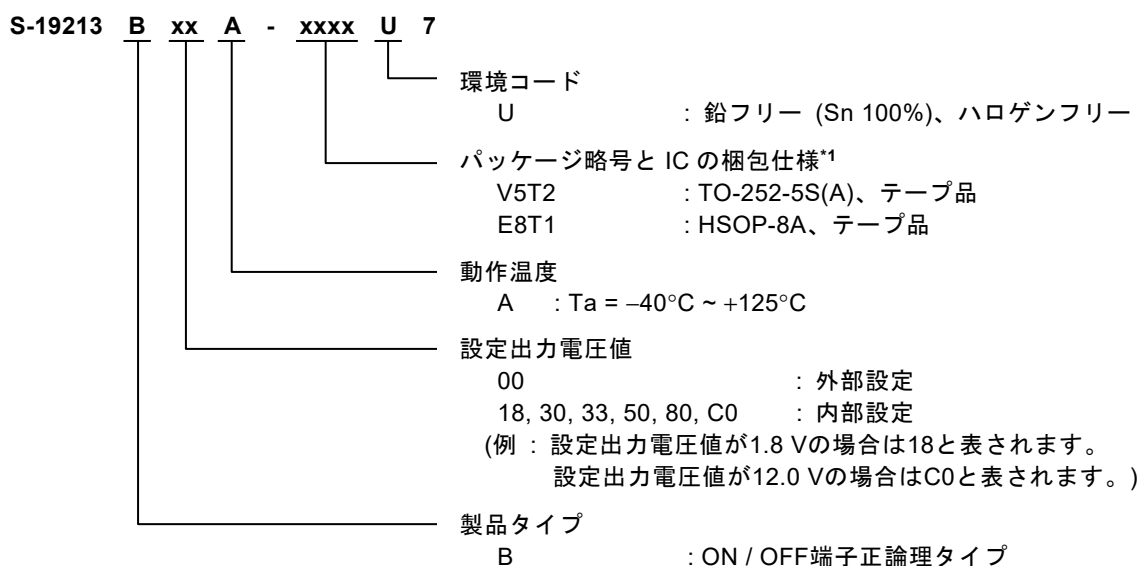 S-19213 B xx A - xxxx U 7
環境コード
U : 鉛フリー (Sn 100%)、ハロゲンフリー
パッケージ略号と IC の梱包仕様*1
V5T2 : TO-252-5S(A)、テープ品
E8T1 : HSOP-8A、テープ品
動作温度
A : Ta = −40°C ~ +125°C
設定出力電圧値
00 : 外部設定
18, 30, 33, 50, 80, C0 : 内部設定
(例 : 設定出力電圧値が1.8 Vの場合は18と表されます。
設定出力電圧値が12.0 Vの場合はC0と表されます。)
製品タイプ
B : ON / OFF端子正論理タイプ